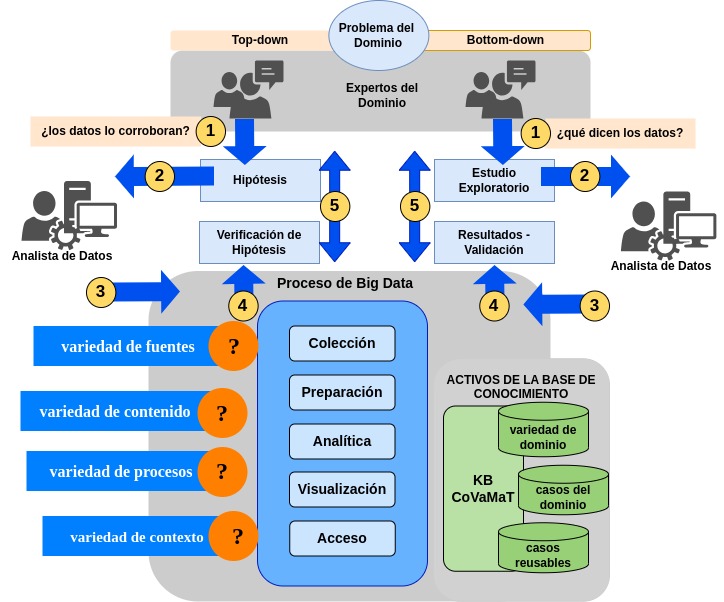 Problema del
Dominio
Top-down
Bottom-down
Expertos del
Dominio
¿los datos lo corroboran?
1
1
¿qué dicen los datos?
2
Hipótesis
5
5
Estudio
Exploratorio
2
Analista de Datos
Verificación de
Hipótesis
Resultados -
Validación
Analista de Datos
3
4
Proceso de Big Data
4
3
variedad de fuentes
?
variedad de contenido
?
variedad de procesos
?
variedad de contexto
?
Colección
Preparación
Analítica
Visualización
Acceso
ACTIVOS DE LA BASE DE
CONOCIMIENTO
KB
CoVaMaT
variedad de
dominio
casos del
dominio
casos
reusables